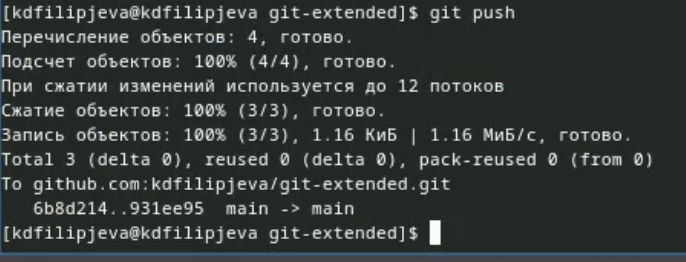 [kdfilipjeva@kdfilipjeva git-extended]$ git push
Перечисление объектов: 4, готово.
Подсчет объектов: 100% (4/4), готово.
При сжатии изменений используется до 12 потоков
Сжатие объектов: 100% (3/3), готово.
Запись объектов: 100% (3/3), 1.16 КиБ | 1.16 МиБ/с, готово.
Total 3 (delta 0), reused 0 (delta 0), pack-reused 0 (from 0)
To github.com:kdfilipjeva/git-extended.git
   6b8d214..931ee95  main -> main
[kdfilipjeva@kdfilipjeva git-extended]$